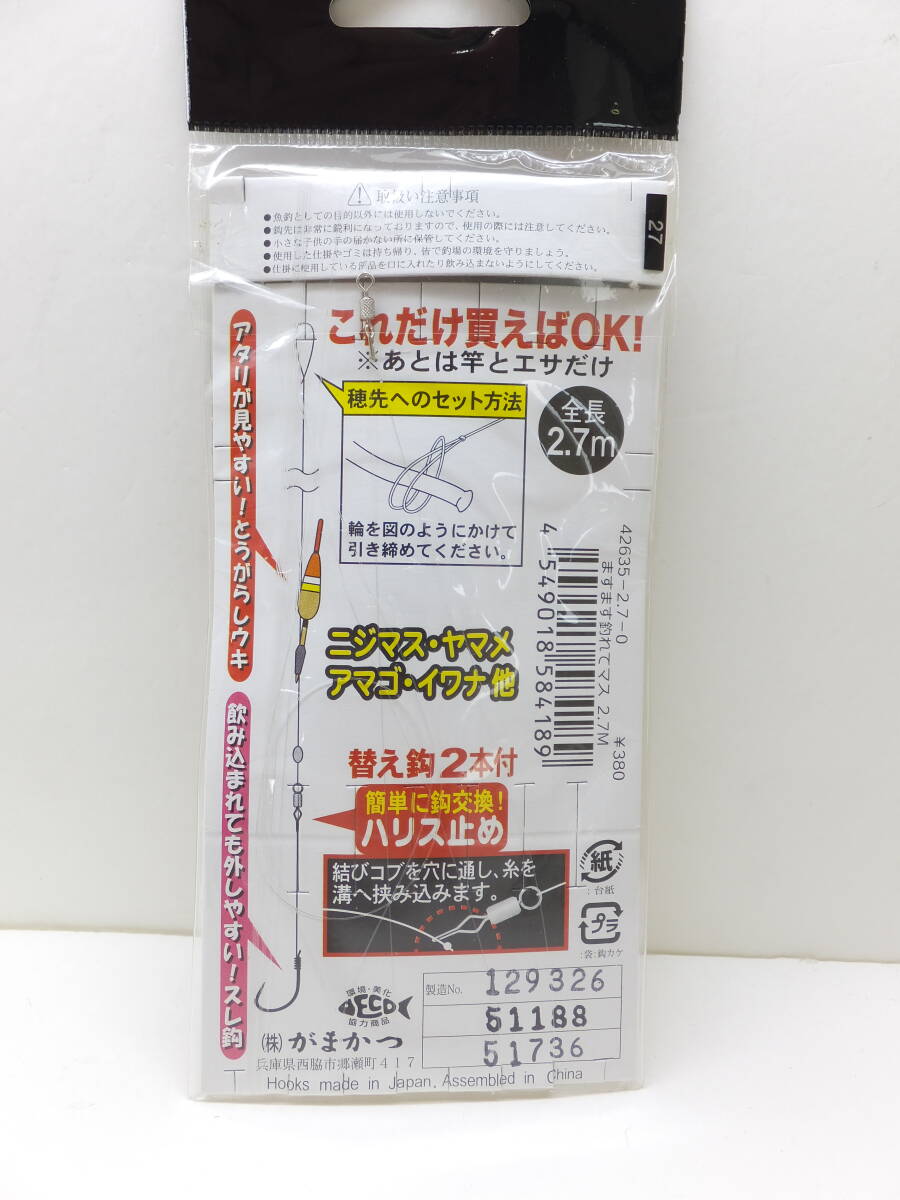 取扱い注意事項
●魚釣としての目的以外には使用しないでください。
●鈎先は非常に鋭利になっておりますので、使用の際には注意してください。
●小さな子供の手の届かない所に保管してください。
●使用した仕掛やゴミは持ち帰り、皆で釣場の環境を守りましょう。
●仕掛に使用している部品を口に入れたり飲み込まないようにしてください。
27
これだけ買えばOK!
※あとは竿とエサだけ
アタリが見やすい!とうがらしウキ
穂先へのセット方法
輪を図のようにかけて
引き締めてください。
全長
2.7m
42635-2.7-0
ますます釣れてマス 2.7M
¥380
4 549018 584189
ニジマス・ヤマメ
アマゴ・イワナ他
飲み込まれても外しやすい!スレ鈎
替え鈎2本付
簡単に鈎交換!
ハリス止め
結びコブを穴に通し、糸を
溝へ挟み込みます。
紙
:台紙
プラ
:袋:鈎カケ
環境・美化
ECO
協力商品
製造No. 129326
51188
51736
(株)がまかつ
兵庫県西脇市郷瀬町417
Hooks made in Japan. Assembled in China